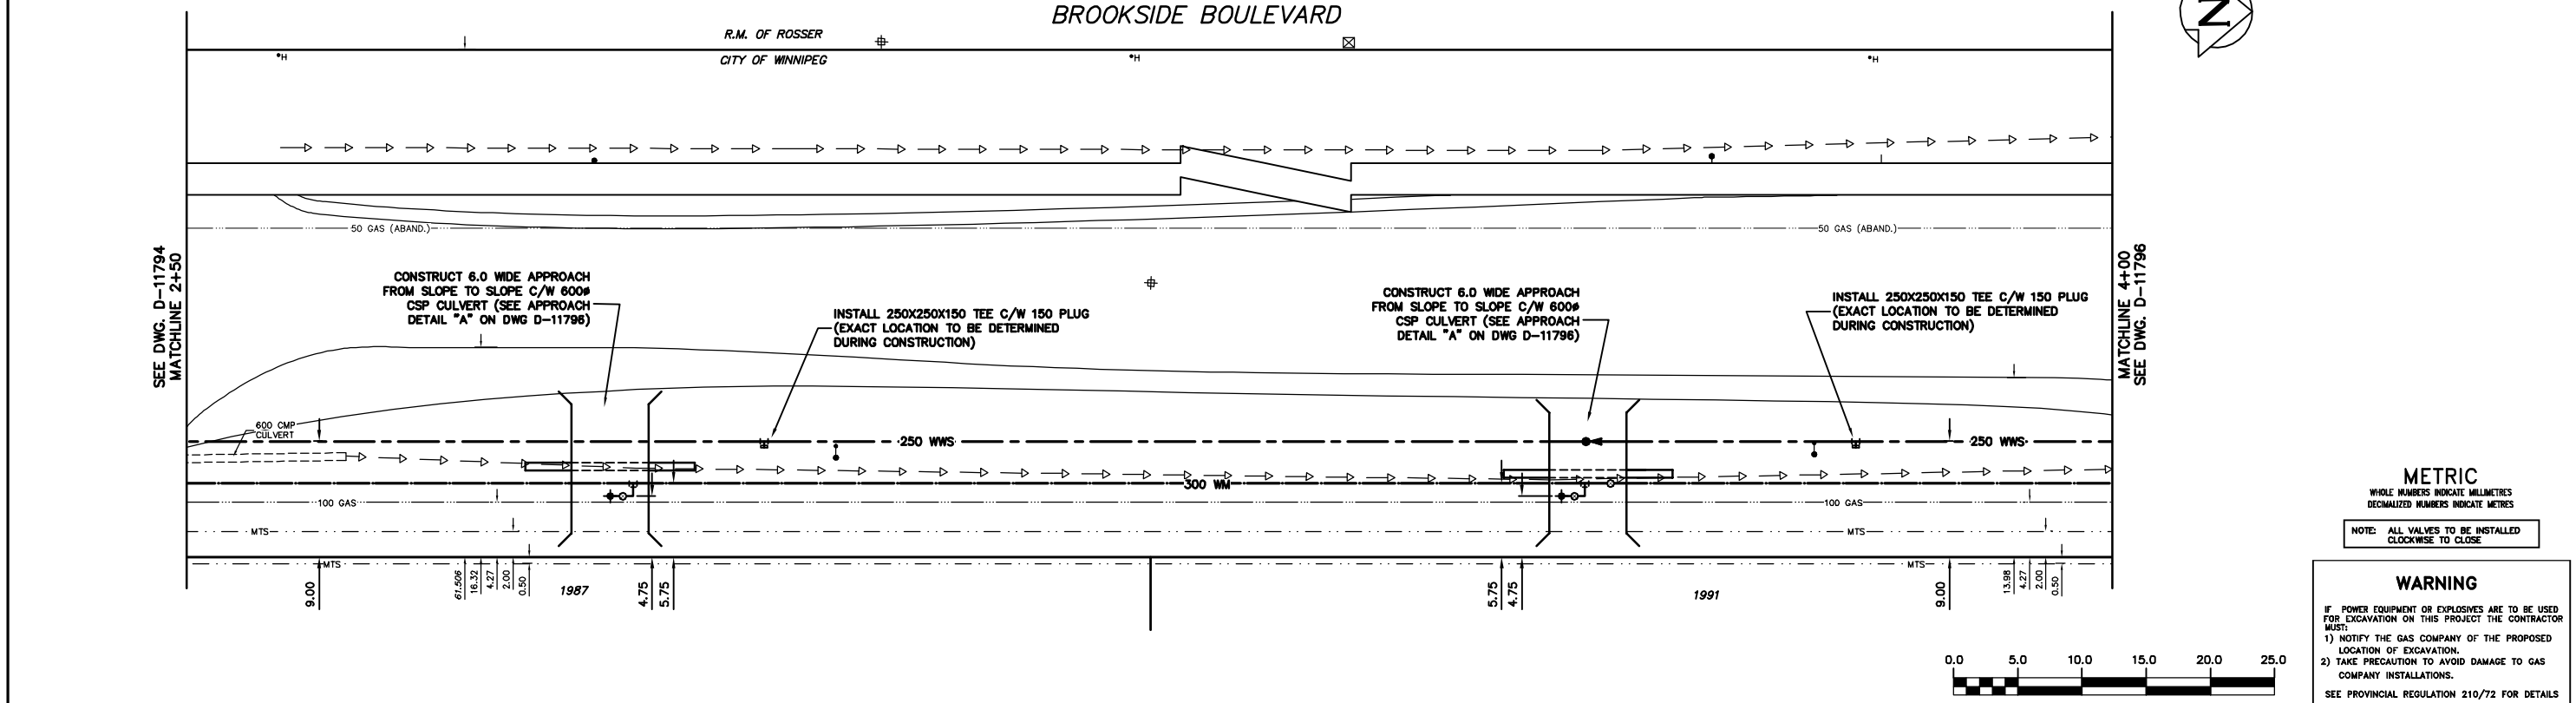 BROOKSIDE BOULEVARD
N
R.M. OF ROSSER
CITY OF WINNIPEG
H
H
H
50 GAS (ABAND.)
50 GAS (ABAND.)
SEE DWG. D-11794
MATCHLINE 2+50
CONSTRUCT 6.0 WIDE APPROACH
FROM SLOPE TO SLOPE C/W 600ø
CSP CULVERT (SEE APPROACH
DETAIL "A" ON DWG D-11796)
INSTALL 250X250X150 TEE C/W 150 PLUG
(EXACT LOCATION TO BE DETERMINED
DURING CONSTRUCTION)
CONSTRUCT 6.0 WIDE APPROACH
FROM SLOPE TO SLOPE C/W 600ø
CSP CULVERT (SEE APPROACH
DETAIL "A" ON DWG D-11796)
INSTALL 250X250X150 TEE C/W 150 PLUG
(EXACT LOCATION TO BE DETERMINED
DURING CONSTRUCTION)
MATCHLINE 4+00
SEE DWG. D-11796
600 CMP
CULVERT
250 WWS
250 WWS
300 WM
100 GAS
100 GAS
MTS
MTS
MTS
MTS
9.00
61.506
16.32
4.27
2.00
0.50
1987
4.75
5.75
5.75
4.75
1991
9.00
13.98
4.27
2.00
0.50
METRIC
WHOLE NUMBERS INDICATE MILLIMETRES
DECIMALIZED NUMBERS INDICATE METRES
NOTE: ALL VALVES TO BE INSTALLED
CLOCKWISE TO CLOSE
WARNING
IF POWER EQUIPMENT OR EXPLOSIVES ARE TO BE USED
FOR EXCAVATION ON THIS PROJECT THE CONTRACTOR
MUST:
1) NOTIFY THE GAS COMPANY OF THE PROPOSED
LOCATION OF EXCAVATION.
2) TAKE PRECAUTION TO AVOID DAMAGE TO GAS
COMPANY INSTALLATIONS.
SEE PROVINCIAL REGULATION 210/72 FOR DETAILS
0.0 5.0 10.0 15.0 20.0 25.0